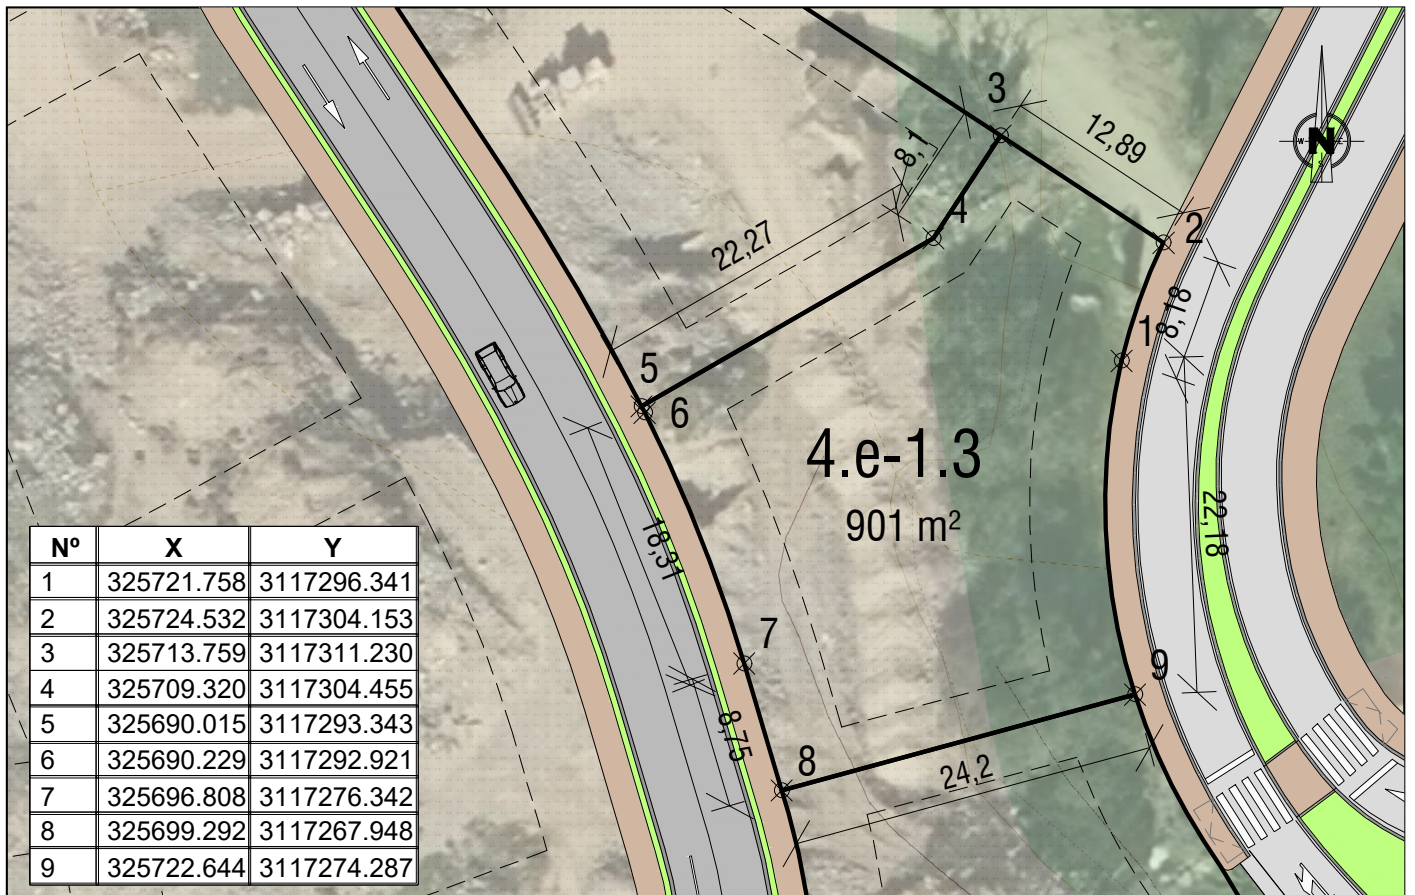 3
12,89
N
W
E
S
8,1
4
2
22,27
8,18
1
5
6
4.e-1.3
901 m²
22,18
18,31
7
9
8,75
8
24,2
Nº X Y
1 325721.758 3117296.341
2 325724.532 3117304.153
3 325713.759 3117311.230
4 325709.320 3117304.455
5 325690.015 3117293.343
6 325690.229 3117292.921
7 325696.808 3117276.342
8 325699.292 3117267.948
9 325722.644 3117274.287